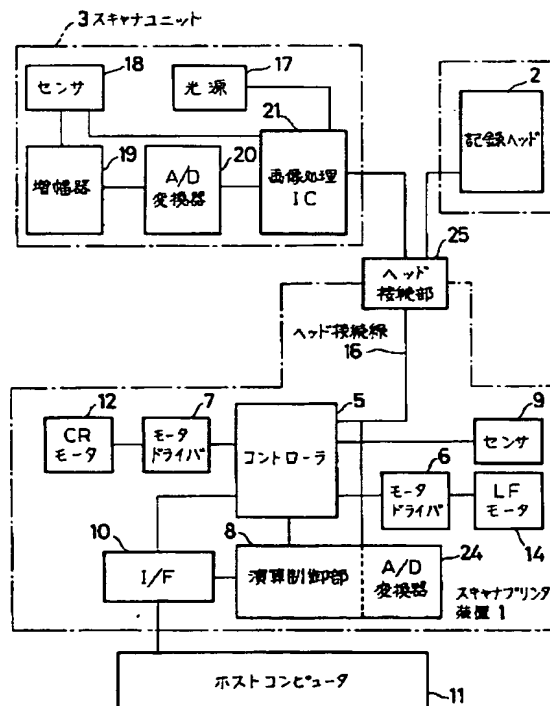 3 スキャナユニット
18
センサ
17
光源
21
19
増幅器
20
A/D
変換器
画像処理
IC
2
記録ヘッド
25
ヘッド
接続部
ヘッド接続線
16
12
CR
モータ
7
モータ
ドライバ
5
コントローラ
9
センサ
6
モータ
ドライバ
LF
モータ
14
10
I/F
8
演算制御部
A/D
変換器
24
スキャナプリンタ
装置 1
ホストコンピュータ
11